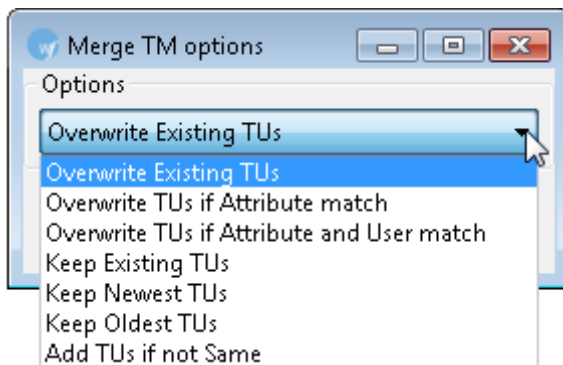 Merge TM options
Options
Overwrite Existing TUs
Overwrite Existing TUs
Overwrite TUs if Attribute match
Overwrite TUs if Attribute and User match
Keep Existing TUs
Keep Newest TUs
Keep Oldest TUs
Add TUs if not Same